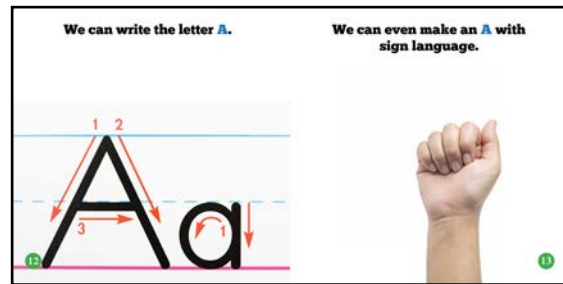 We can write the letter A.
We can even make an A with
sign language.
1 2
3
Aa
1
12
13